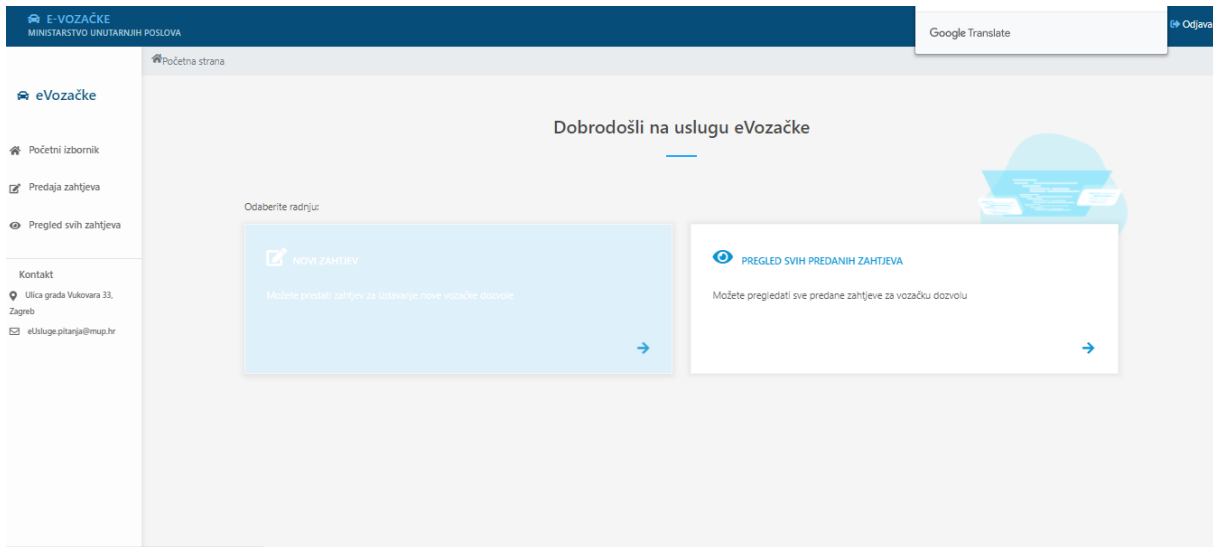 E-VOZAČKE
MINISTARSTVO UNUTARNJIH POSLOVA
Google Translate
Odjava
Početna strana
eVozačke
Početni izbornik
Predaja zahtjeva
Pregled svih zahtjeva
Kontakt
Ulica grada Vukovara 33,
Zagreb
eUsluge.pitanja@mup.hr
Dobrodošli na uslugu eVozačke
Odaberite radnju:
NOVI ZAHTJEV
Možete predati zahtjev za izdavanje nove vozačke dozvole
PREGLED SVIH PREDANIH ZAHTJEVA
Možete pregledati sve predane zahtjeve za vozačku dozvolu